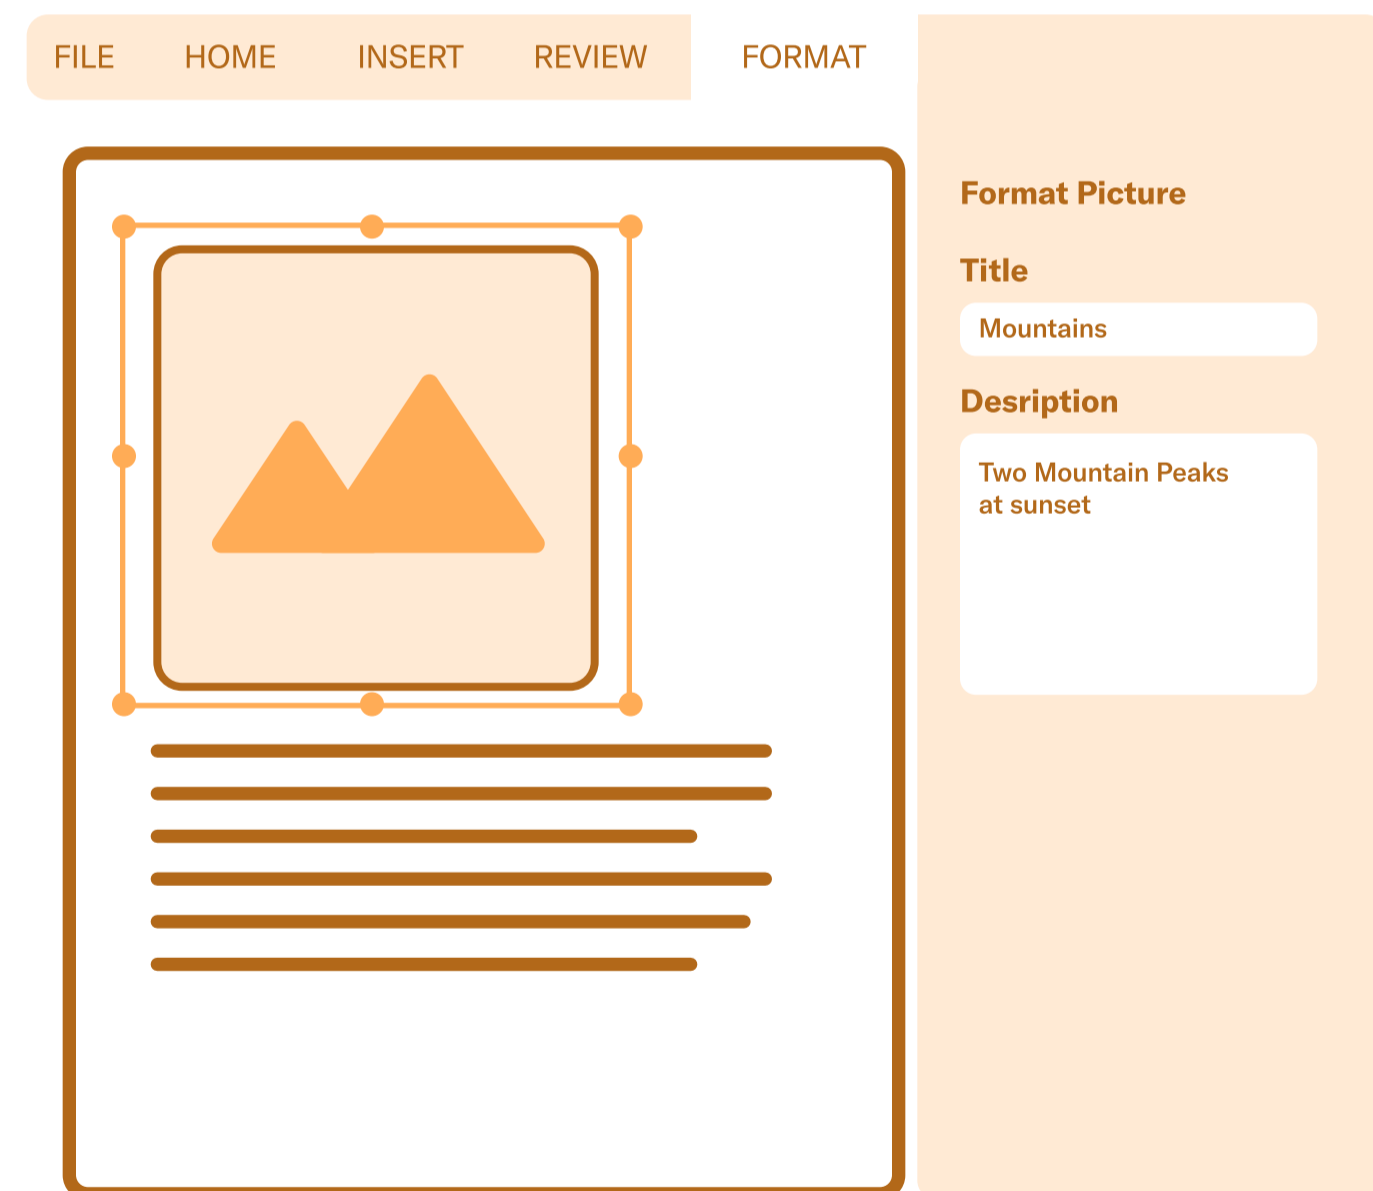 FILE HOME INSERT REVIEW FORMAT
Format Picture
Title
Mountains
Desription
Two Mountain Peaks
at sunset